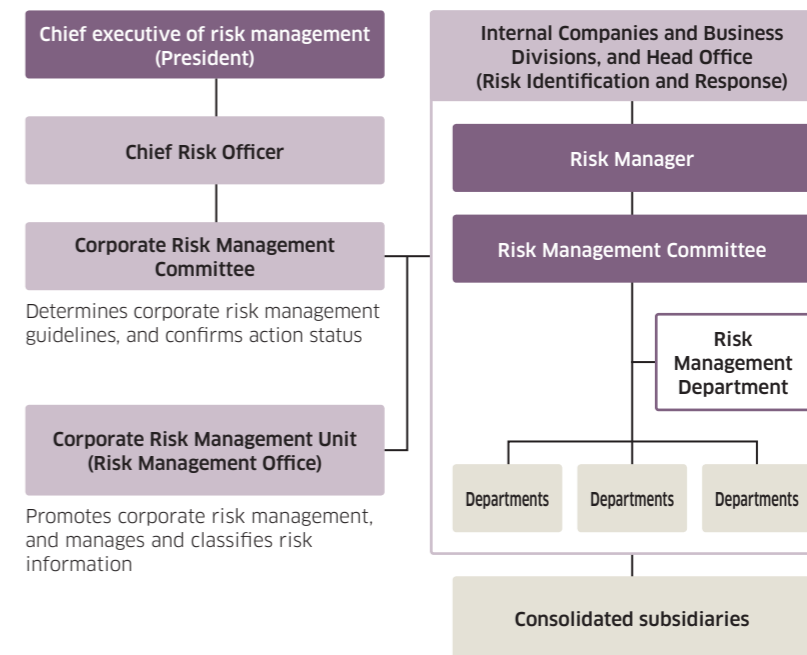 Chief executive of risk management
(President)
Chief Risk Officer
Corporate Risk Management
Committee
Determines corporate risk management
guidelines, and confirms action status
Corporate Risk Management Unit
(Risk Management Office)
Promotes corporate risk management,
and manages and classifies risk
information
Internal Companies and Business
Divisions, and Head Office
(Risk Identification and Response)
Risk Manager
Risk Management Committee
Risk
Management
Department
Departments
Departments
Departments
Consolidated subsidiaries